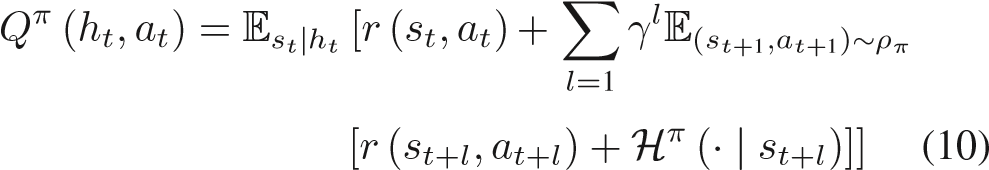 Q^π (h_t, a_t) = 𝔼_{s_t|h_t} [r (s_t, a_t) + ∑_{l=1} γ^l 𝔼_{(s_{t+1}, a_{t+1})∼ρ_π}
[r (s_{t+l}, a_{t+l}) + ℋ^π (· | s_{t+l})]] (10)